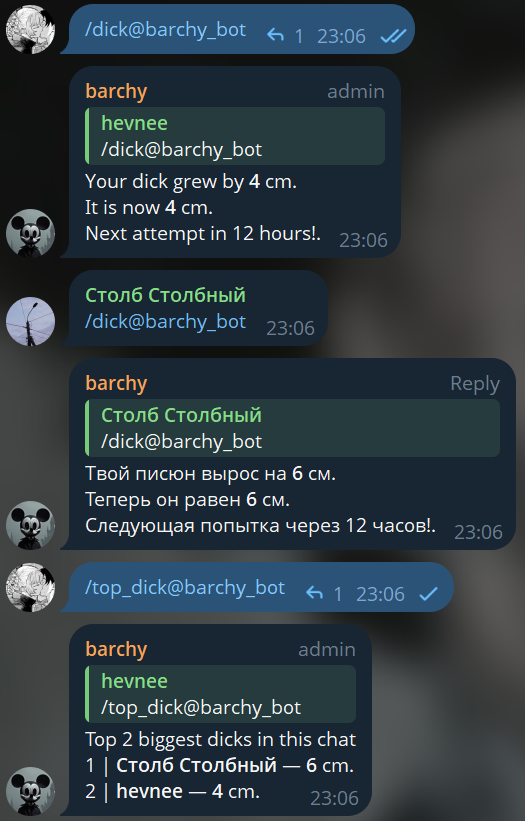 /dick@barchy_bot 1 23:06
barchy admin
hevnee
/dick@barchy_bot
Your dick grew by 4 cm.
It is now 4 cm.
Next attempt in 12 hours!. 23:06
Столб Столбный
/dick@barchy_bot 23:06
barchy Reply
Столб Столбный
/dick@barchy_bot
Твой писюн вырос на 6 см.
Теперь он равен 6 см.
Следующая попытка через 12 часов!. 23:06
/top_dick@barchy_bot 1 23:06
barchy admin
hevnee
/top_dick@barchy_bot
Top 2 biggest dicks in this chat
1 | Столб Столбный — 6 cm.
2 | hevnee — 4 cm. 23:06